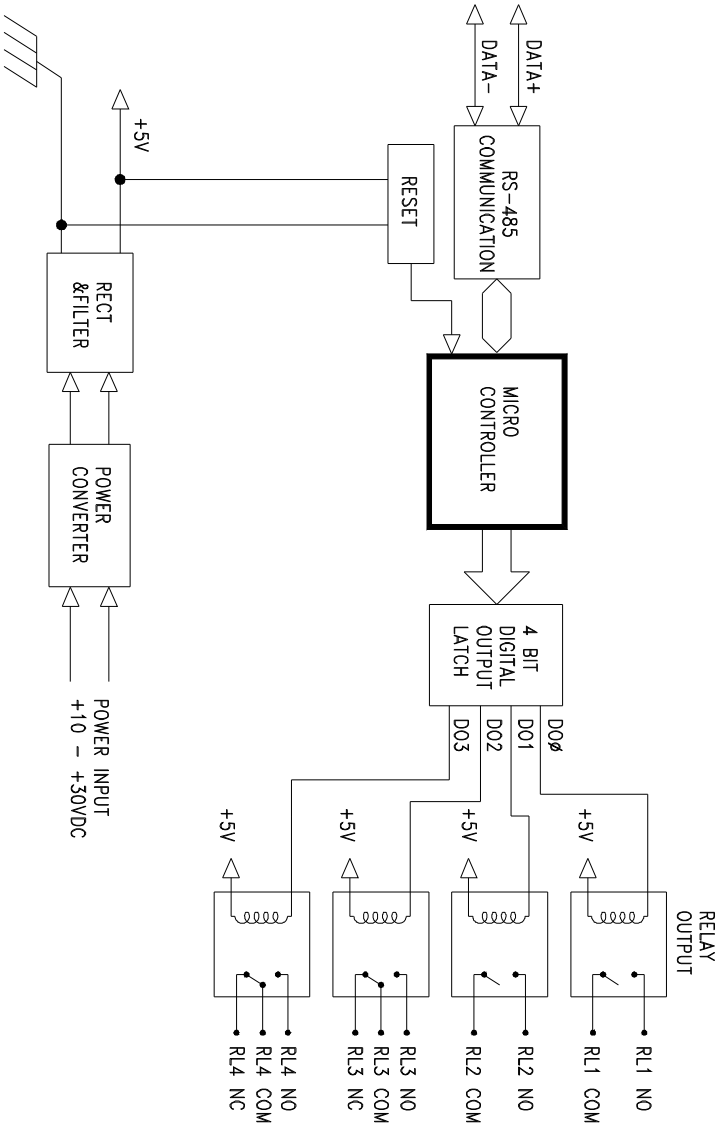 DATA+
DATA-
RS-485
COMMUNICATION
RESET
+5V
RECT
&FILTER
POWER
CONVERTER
POWER INPUT
+10 - +30VDC
MICRO
CONTROLLER
4 BIT
DIGITAL
OUTPUT
LATCH
DOØ
DO1
DO2
DO3
RELAY
OUTPUT
+5V
+5V
+5V
+5V
RL1 NO
RL1 COM
RL2 NO
RL2 COM
RL3 NO
RL3 COM
RL3 NC
RL4 NO
RL4 COM
RL4 NC